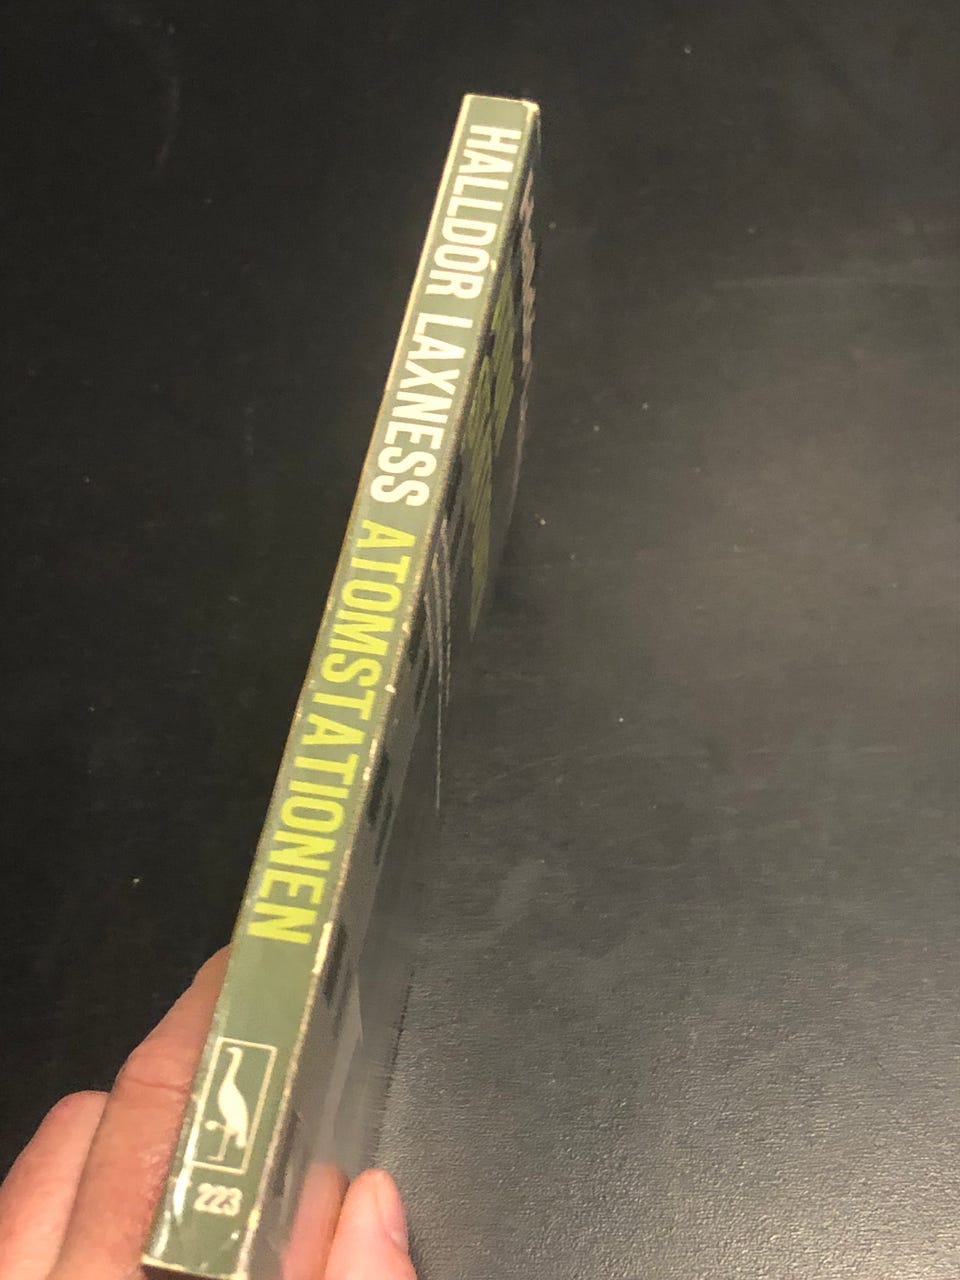 HALLDÓR LAXNESS ATOMSTATIONEN
223